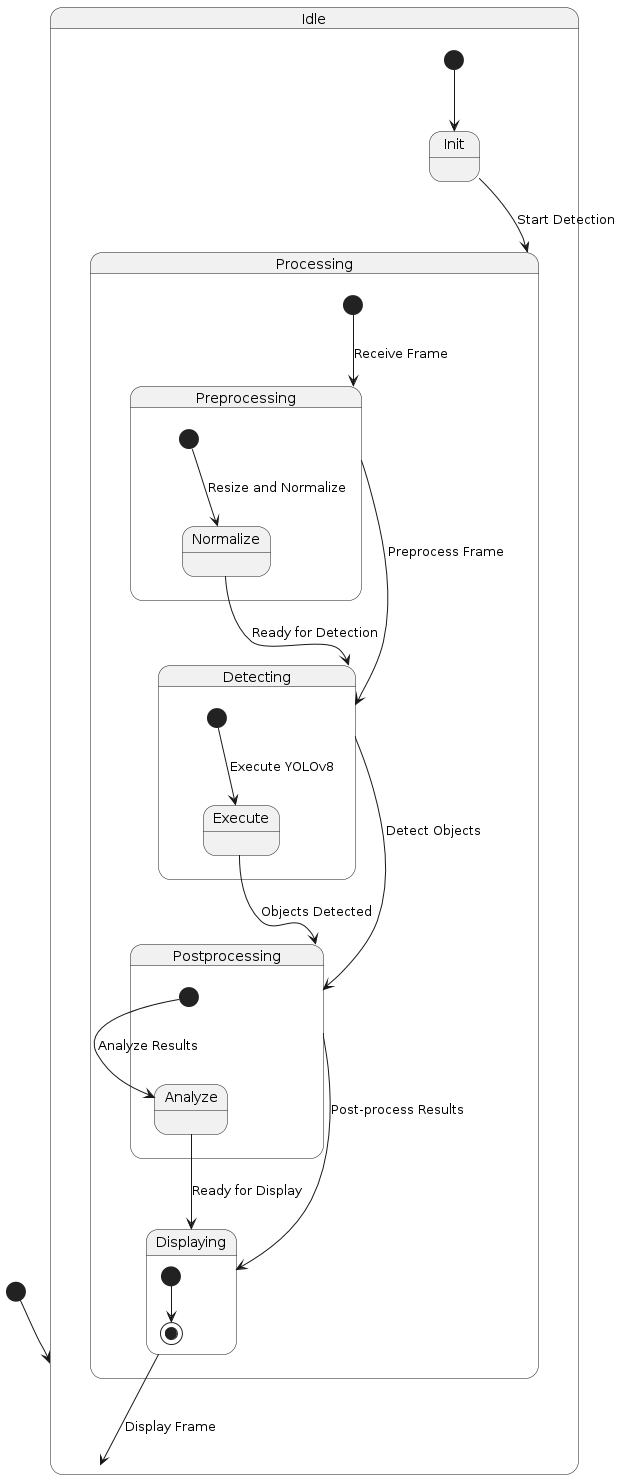 Idle
Init
Start Detection
Processing
Receive Frame
Preprocessing
Resize and Normalize
Normalize
Preprocess Frame
Ready for Detection
Detecting
Execute YOLOv8
Execute
Detect Objects
Objects Detected
Postprocessing
Analyze Results
Analyze
Post-process Results
Ready for Display
Displaying
Display Frame